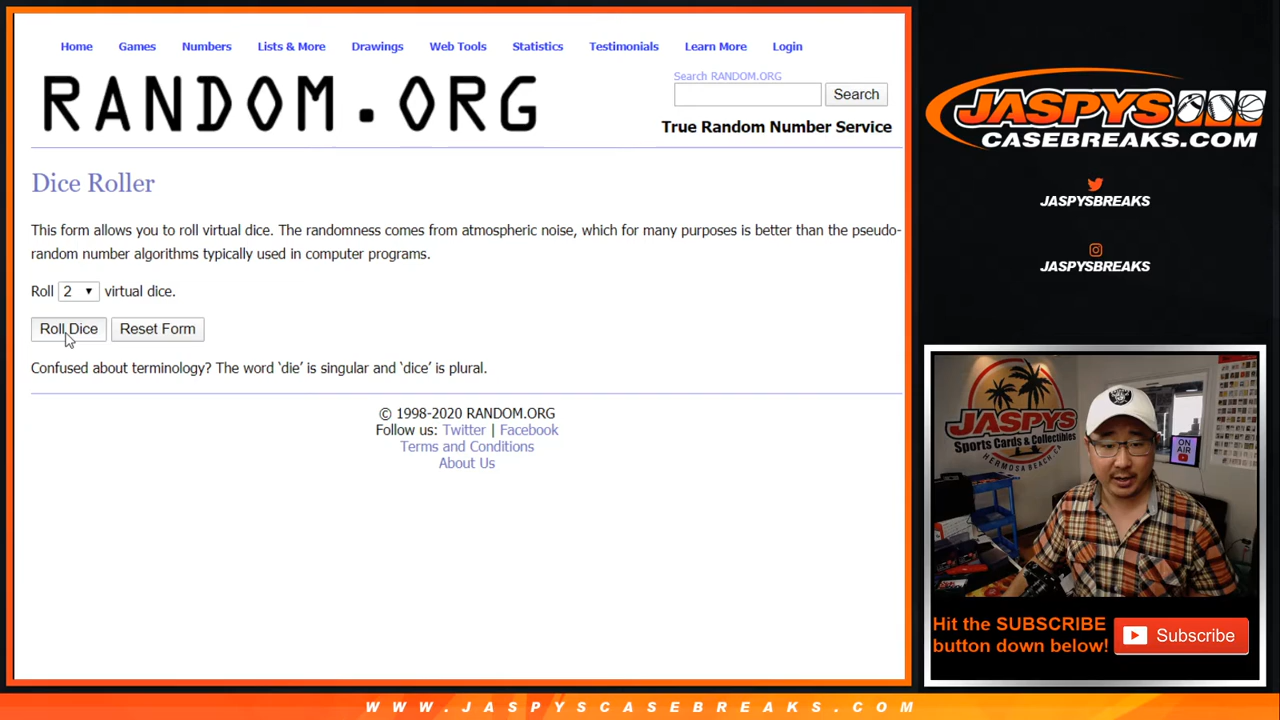 Home Games Numbers Lists & More Drawings Web Tools Statistics Testimonials Learn More Login
RANDOM.ORG
Search RANDOM.ORG
Search
True Random Number Service
Dice Roller
This form allows you to roll virtual dice. The randomness comes from atmospheric noise, which for many purposes is better than the pseudo-
random number algorithms typically used in computer programs.
Roll 2 virtual dice.
Roll Dice Reset Form
Confused about terminology? The word ‘die’ is singular and ‘dice’ is plural.
© 1998-2020 RANDOM.ORG
Follow us: Twitter | Facebook
Terms and Conditions
About Us
JASPYS
CASEBREAKS.COM
JASPYSBREAKS
JASPYSBREAKS
JASPYS
Sports Cards & Collectibles
HERMOSA BEACH, CA
ON
AIR
Hit the SUBSCRIBE
button down below!
Subscribe
WWW.JASPYSCASEBREAKS.COM